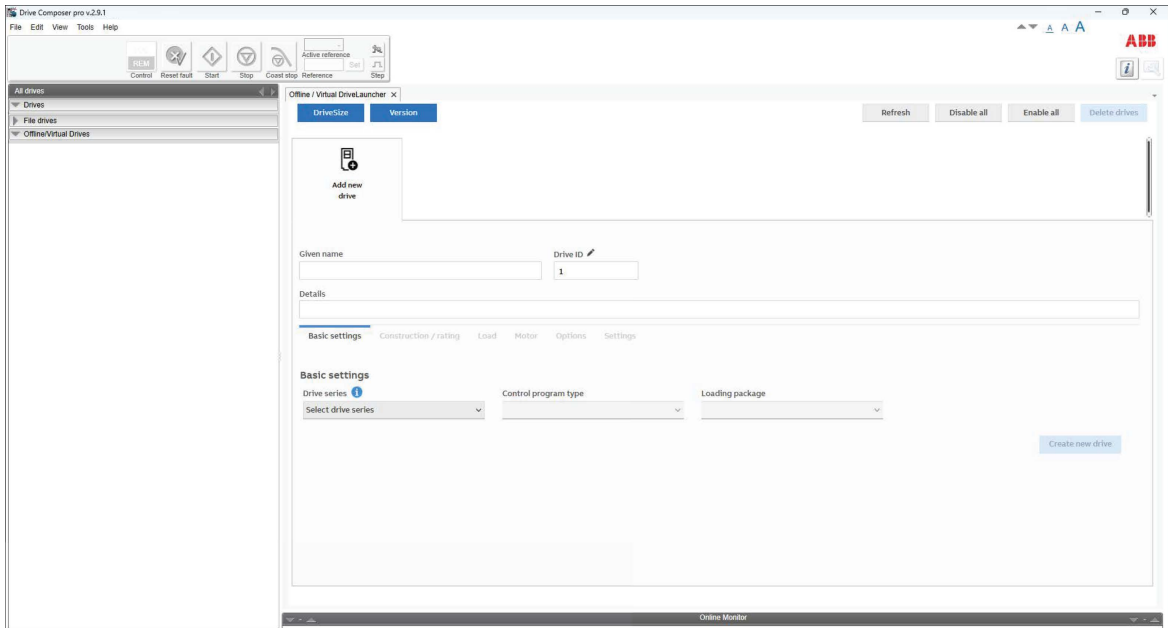 Drive Composer pro v.2.9.1
File Edit View Tools Help
A A A
ABB
REM
Active reference
Set
Control Reset fault Start Stop Coast stop Reference Step
i
All drives
Drives
File drives
Offline/Virtual Drives
Offline / Virtual DriveLauncher
DriveSize Version Refresh Disable all Enable all Delete drives
Add new
drive
Given name Drive ID
1
Details
Basic settings Construction / rating Load Motor Options Settings
Basic settings
Drive series i Control program type Loading package
Select drive series
Create new drive
Online Monitor